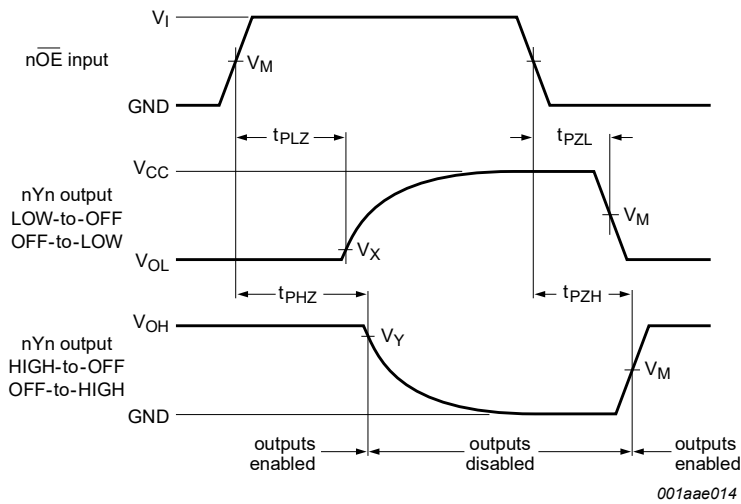 V_I
nO̅E̅ input
V_M
GND
t_PLZ
t_PZL
V_CC
nYn output
LOW-to-OFF
OFF-to-LOW
V_M
V_X
V_OL
t_PHZ
t_PZH
V_OH
nYn output
HIGH-to-OFF
OFF-to-HIGH
V_Y
V_M
GND
outputs
enabled
outputs
disabled
outputs
enabled
001aae014